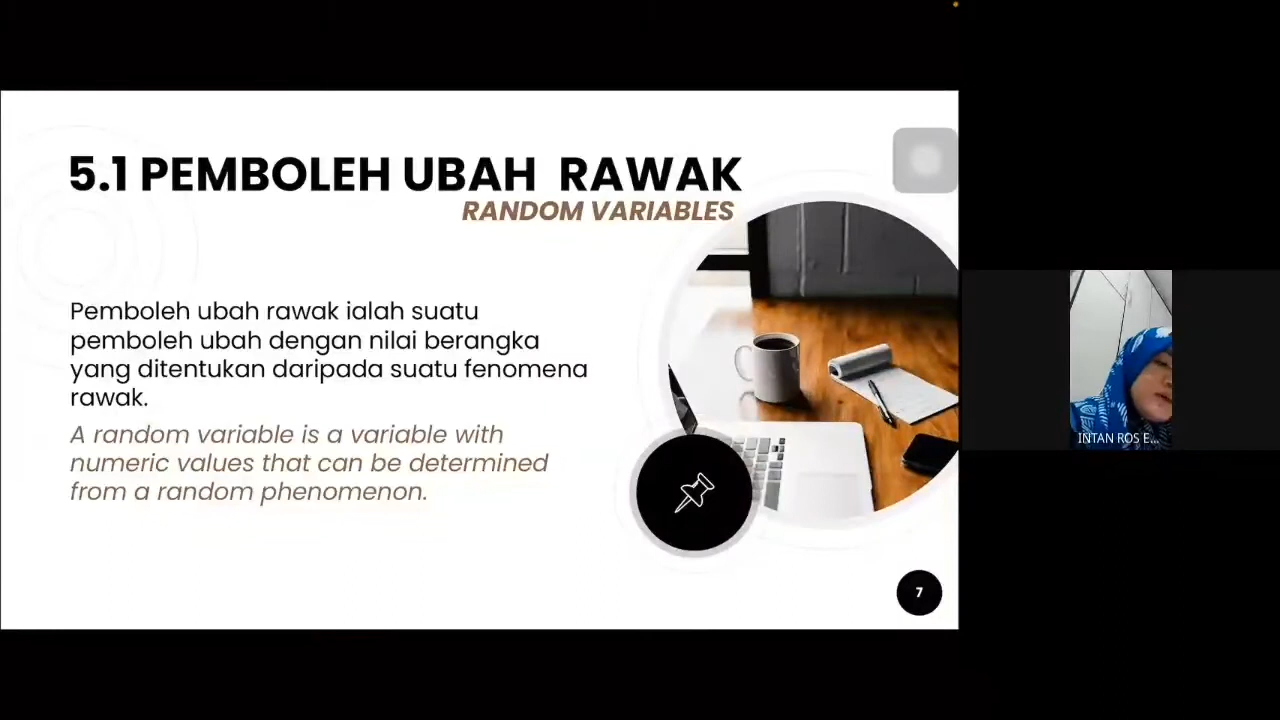 5.1 PEMBOLEH UBAH RAWAK
RANDOM VARIABLES
Pemboleh ubah rawak ialah suatu
pemboleh ubah dengan nilai berangka
yang ditentukan daripada suatu fenomena
rawak.
A random variable is a variable with
numeric values that can be determined
from a random phenomenon.
7
INTAN ROS E...